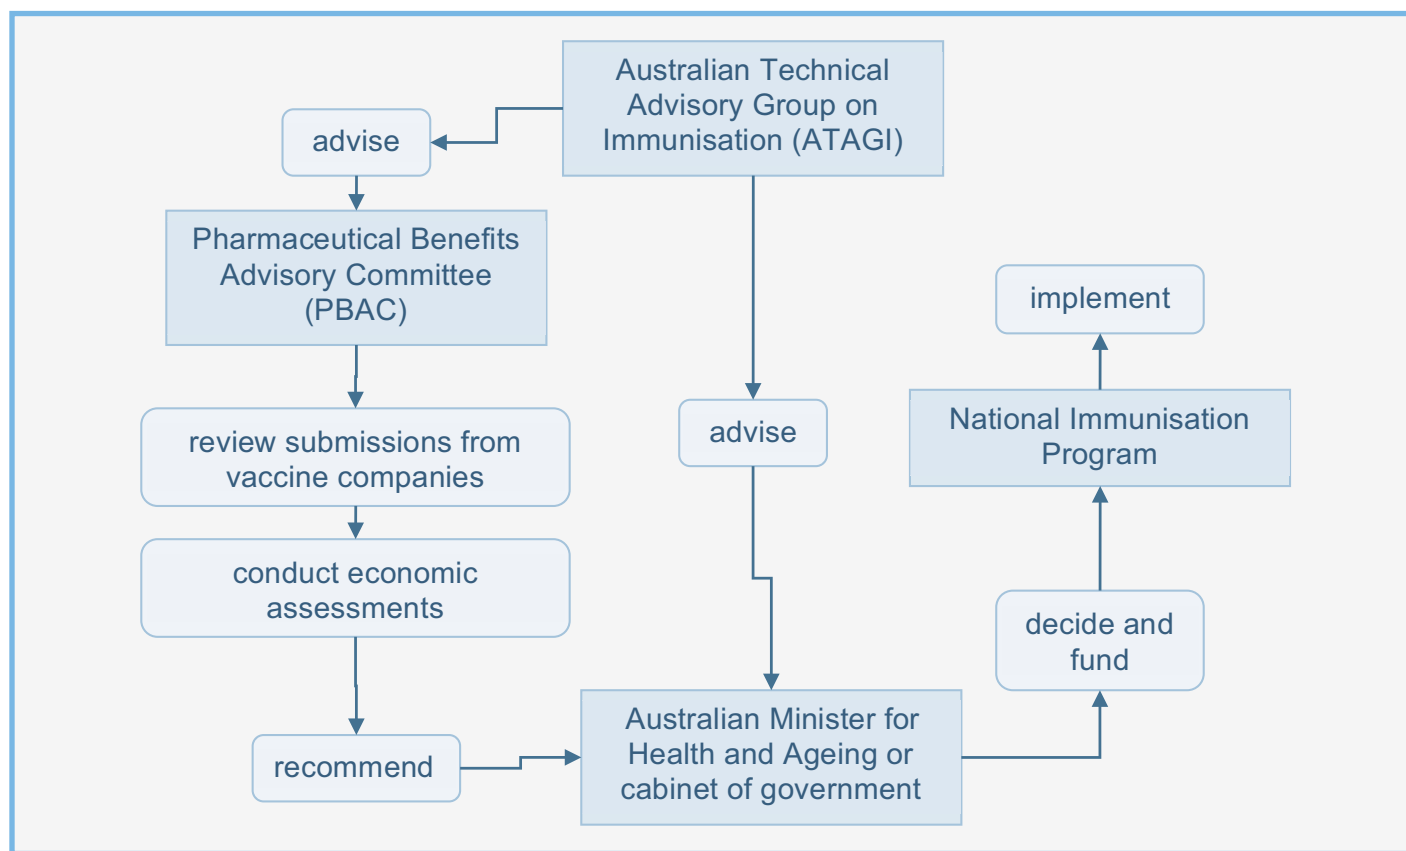 Australian Technical
Advisory Group on
Immunisation (ATAGI)
advise
Pharmaceutical Benefits
Advisory Committee
(PBAC)
review submissions from
vaccine companies
conduct economic
assessments
recommend
advise
Australian Minister for
Health and Ageing or
cabinet of government
decide and
fund
National Immunisation
Program
implement